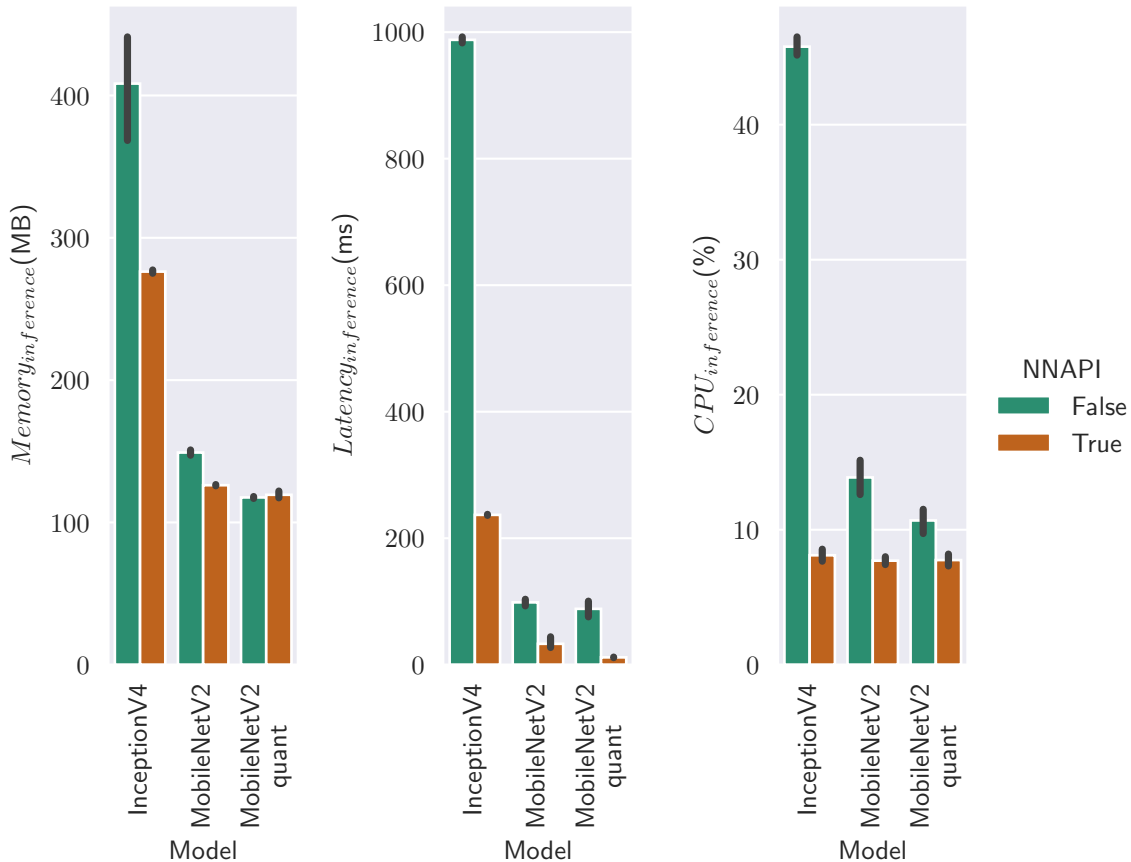 Memory_inference(MB)
400
300
200
100
0
InceptionV4
MobileNetV2
MobileNetV2
quant
Model
Latency_inference(ms)
1000
800
600
400
200
0
InceptionV4
MobileNetV2
MobileNetV2
quant
Model
CPU_inference(%)
40
30
20
10
0
InceptionV4
MobileNetV2
MobileNetV2
quant
Model
NNAPI
False
True